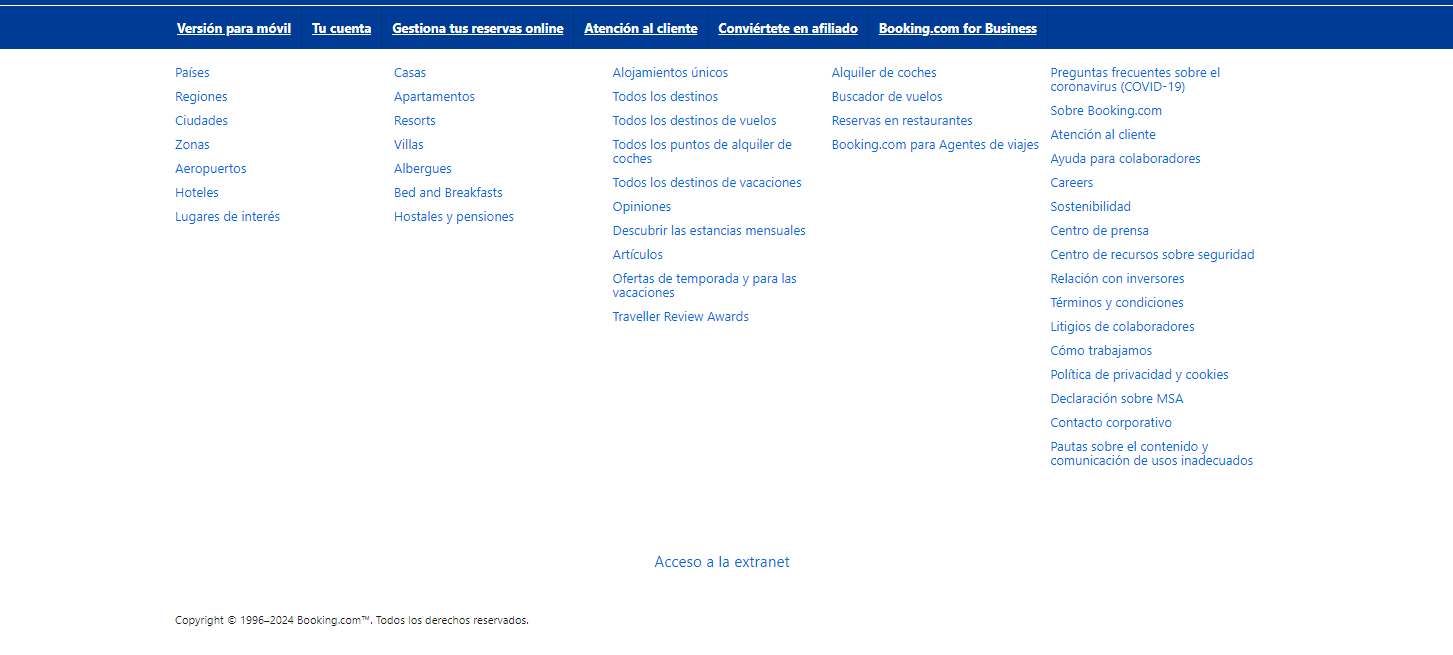 Versión para móvil Tu cuenta Gestiona tus reservas online Atención al cliente Conviértete en afiliado Booking.com for Business
Países
Regiones
Ciudades
Zonas
Aeropuertos
Hoteles
Lugares de interés
Casas
Apartamentos
Resorts
Villas
Albergues
Bed and Breakfasts
Hostales y pensiones
Alojamientos únicos
Todos los destinos
Todos los destinos de vuelos
Todos los puntos de alquiler de
coches
Todos los destinos de vacaciones
Opiniones
Descubrir las estancias mensuales
Artículos
Ofertas de temporada y para las
vacaciones
Traveller Review Awards
Alquiler de coches
Buscador de vuelos
Reservas en restaurantes
Booking.com para Agentes de viajes
Preguntas frecuentes sobre el
coronavirus (COVID-19)
Sobre Booking.com
Atención al cliente
Ayuda para colaboradores
Careers
Sostenibilidad
Centro de prensa
Centro de recursos sobre seguridad
Relación con inversores
Términos y condiciones
Litigios de colaboradores
Cómo trabajamos
Política de privacidad y cookies
Declaración sobre MSA
Contacto corporativo
Pautas sobre el contenido y
comunicación de usos inadecuados
Acceso a la extranet
Copyright © 1996–2024 Booking.com™. Todos los derechos reservados.